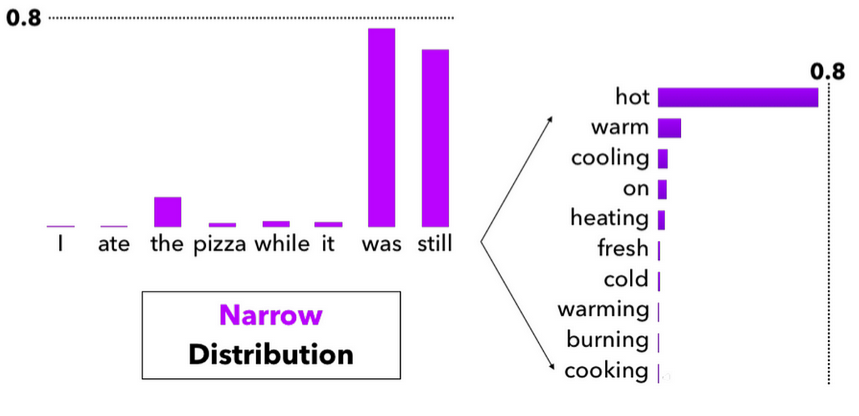 0.8
I ate the pizza while it was still
Narrow
Distribution
0.8
hot
warm
cooling
on
heating
fresh
cold
warming
burning
cooking